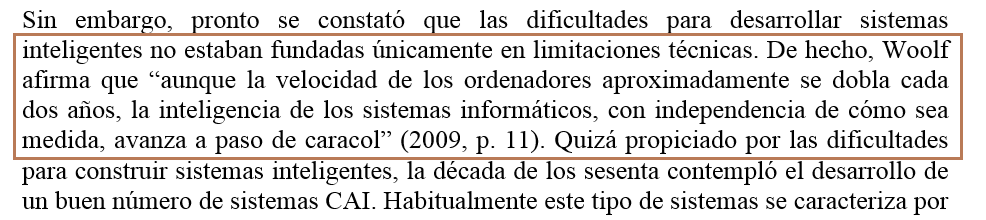 Sin embargo, pronto se constató que las dificultades para desarrollar sistemas
inteligentes no estaban fundadas únicamente en limitaciones técnicas. De hecho, Woolf
afirma que “aunque la velocidad de los ordenadores aproximadamente se dobla cada
dos años, la inteligencia de los sistemas informáticos, con independencia de cómo sea
medida, avanza a paso de caracol” (2009, p. 11). Quizá propiciado por las dificultades
para construir sistemas inteligentes, la década de los sesenta contempló el desarrollo de
un buen número de sistemas CAI. Habitualmente este tipo de sistemas se caracteriza por